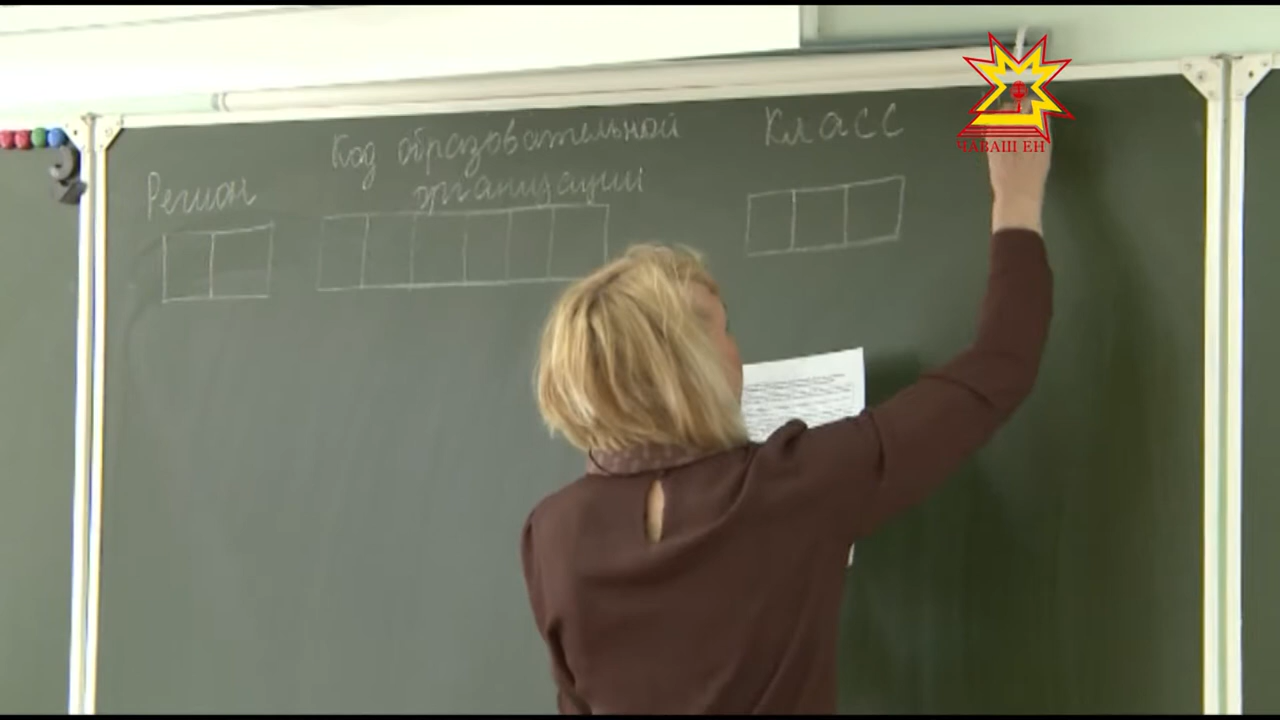 Регион
Код образовательной
организации
Класс
ЧАВАШ ЕН